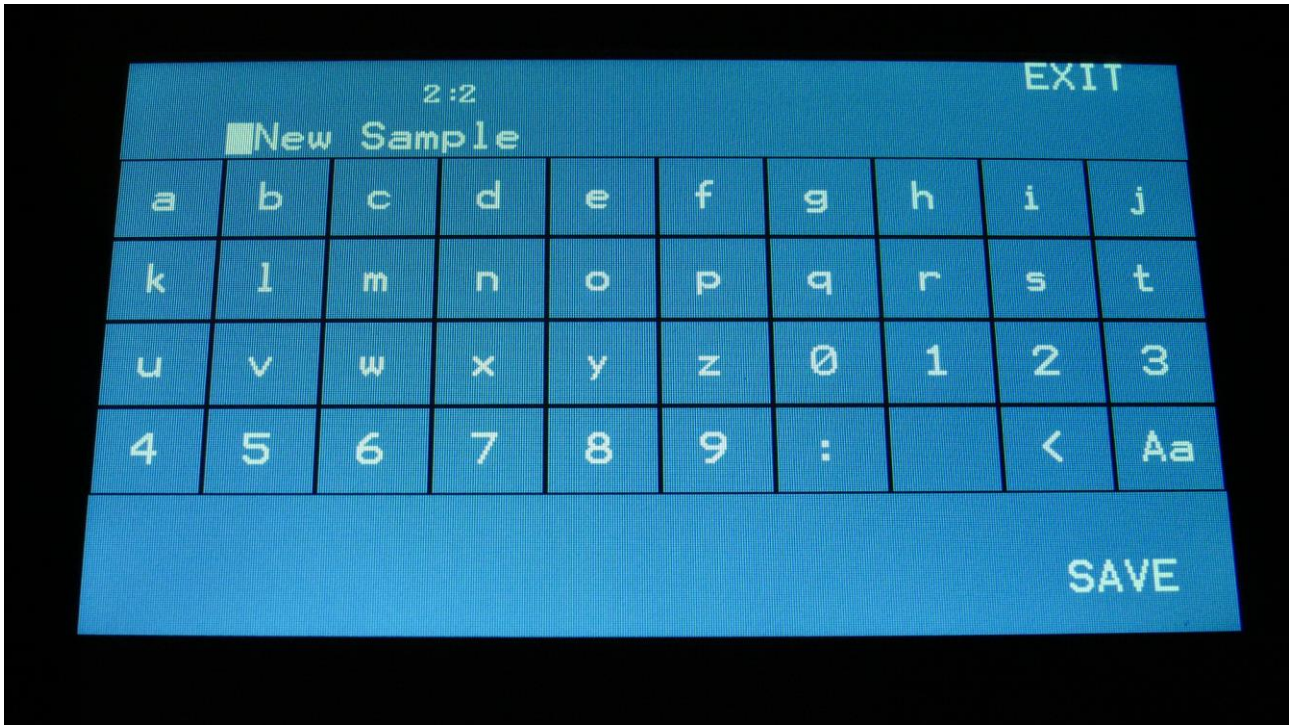 EXIT
2:2
New Sample
a b c d e f g h i j
k l m n o p q r s t
u v w x y z 0 1 2 3
4 5 6 7 8 9 : < Aa
SAVE